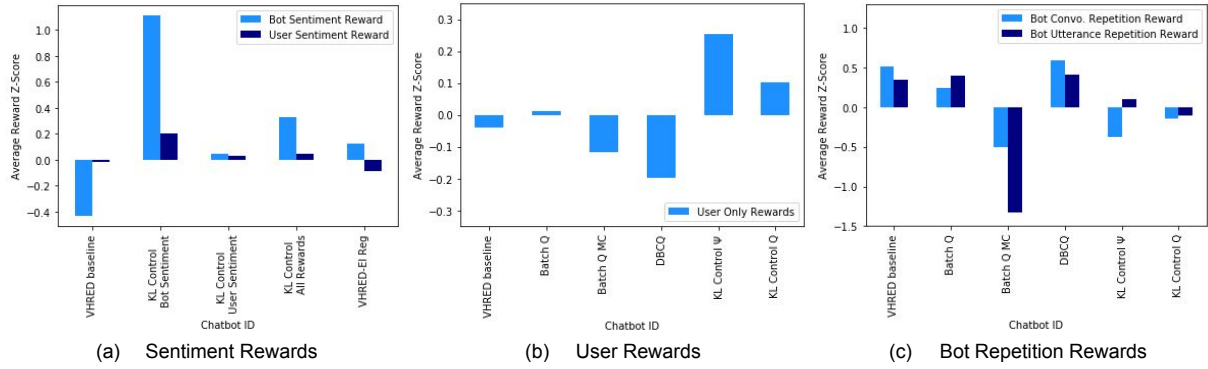 Average Reward Z-Score
1.0
0.8
0.6
0.4
0.2
0.0
−0.2
−0.4
Bot Sentiment Reward
User Sentiment Reward
VHRED baseline
KL Control
Bot Sentiment
KL Control
User Sentiment
KL Control
All Rewards
VHRED-EI Reg
Chatbot ID
(a) Sentiment Rewards
Average Reward Z-Score
0.3
0.2
0.1
0.0
−0.1
−0.2
−0.3
User Only Rewards
VHRED baseline
Batch Q
Batch Q MC
DBCQ
KL Control Ψ
KL Control Q
Chatbot ID
(b) User Rewards
Average Reward Z-Score
1.0
0.5
0.0
−0.5
−1.0
−1.5
Bot Convo. Repetition Reward
Bot Utterance Repetition Reward
VHRED baseline
Batch Q
Batch Q MC
DBCQ
KL Control Ψ
KL Control Q
Chatbot ID
(c) Bot Repetition Rewards